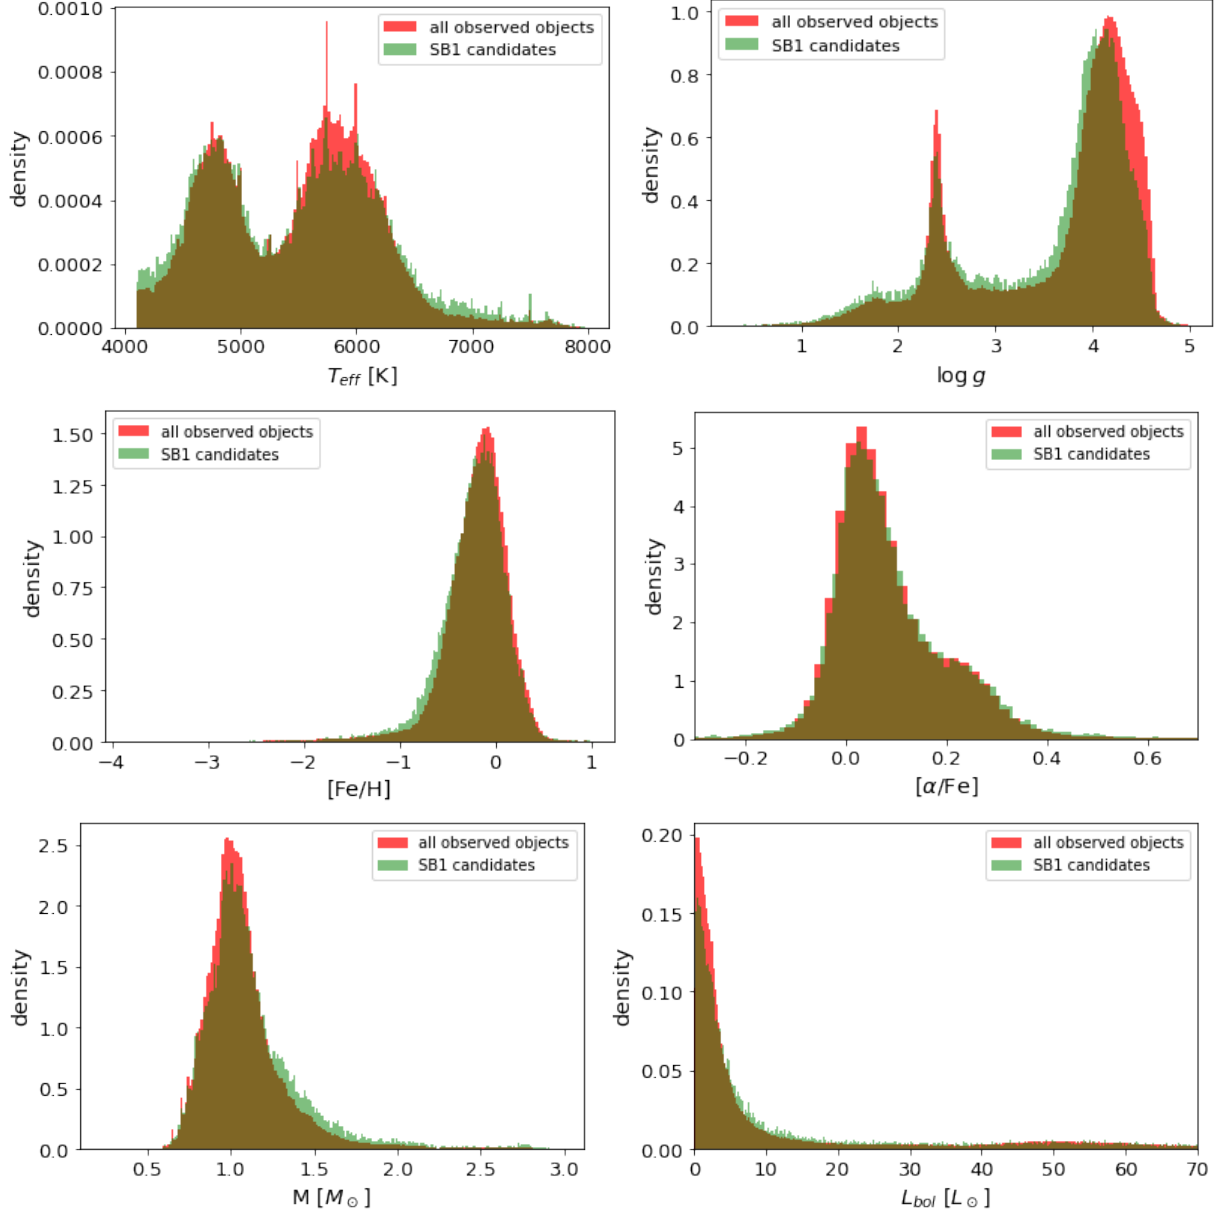 0.0010
0.0008
0.0006
0.0004
0.0002
0.0000
density
4000 5000 6000 7000 8000
T_eff [K]
all observed objects
SB1 candidates
1.0
0.8
0.6
0.4
0.2
0.0
density
1 2 3 4 5
log g
all observed objects
SB1 candidates
1.50
1.25
1.00
0.75
0.50
0.25
0.00
density
−4 −3 −2 −1 0 1
[Fe/H]
all observed objects
SB1 candidates
5
4
3
2
1
0
density
−0.2 0.0 0.2 0.4 0.6
[α/Fe]
all observed objects
SB1 candidates
2.5
2.0
1.5
1.0
0.5
0.0
density
0.5 1.0 1.5 2.0 2.5 3.0
M [M_⊙]
all observed objects
SB1 candidates
0.20
0.15
0.10
0.05
0.00
density
0 10 20 30 40 50 60 70
L_bol [L_⊙]
all observed objects
SB1 candidates